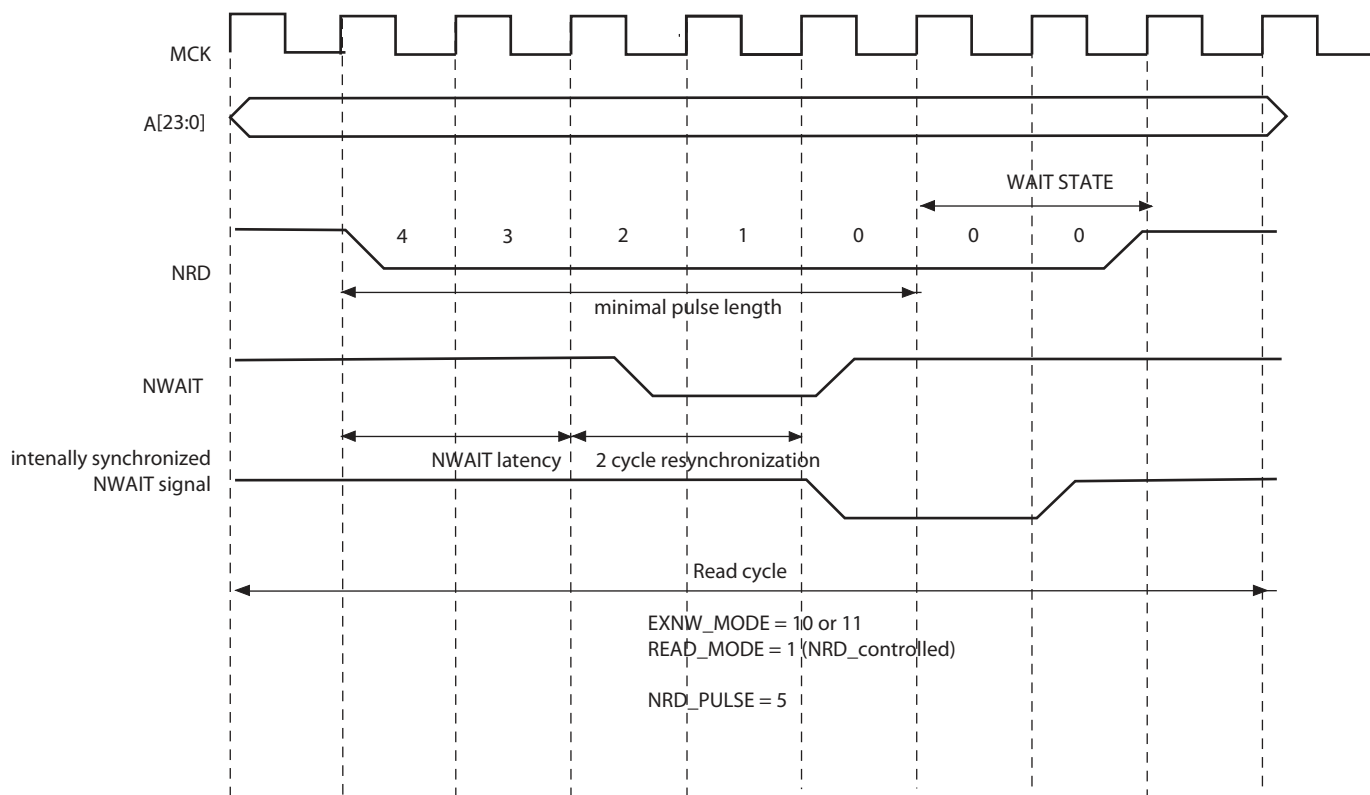 MCK
A[23:0]
WAIT STATE
4 3 2 1 0 0 0
NRD
minimal pulse length
NWAIT
NWAIT latency
2 cycle resynchronization
intenally synchronized
NWAIT signal
Read cycle
EXNW_MODE = 10 or 11
READ_MODE = 1 (NRD_controlled)
NRD_PULSE = 5